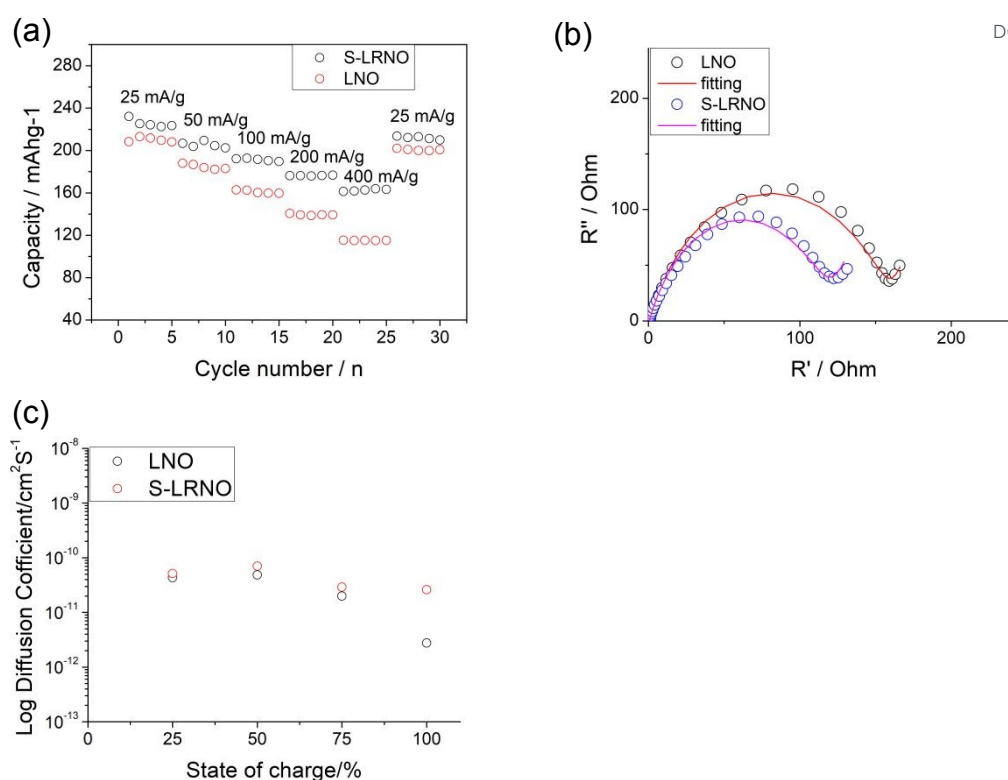 (a)
S-LRNO
LNO
280
240
200
160
120
80
40
25 mA/g
50 mA/g
100 mA/g
200 mA/g
400 mA/g
25 mA/g
0 5 10 15 20 25 30
Capacity / mAhg-1
Cycle number / n
(b)
LNO
fitting
S-LRNO
fitting
200
100
0
0 100 200
R'' / Ohm
R' / Ohm
(c)
LNO
S-LRNO
10⁻⁸
10⁻⁹
10⁻¹⁰
10⁻¹¹
10⁻¹²
10⁻¹³
0 25 50 75 100
Log Diffusion Cofficient/cm²S⁻¹
State of charge/%